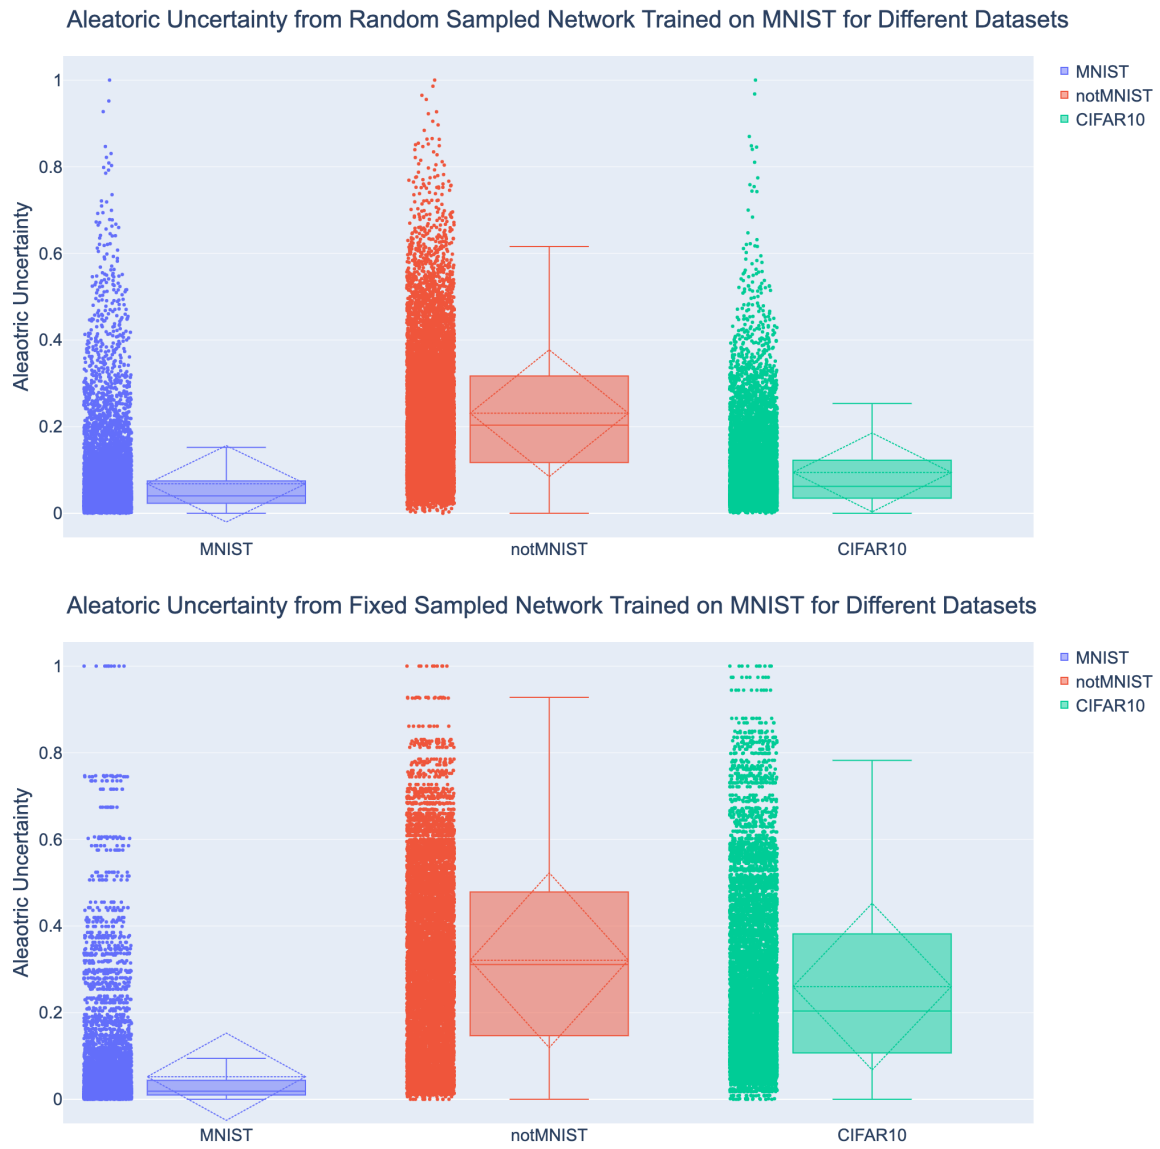 Aleatoric Uncertainty from Random Sampled Network Trained on MNIST for Different Datasets
MNIST
notMNIST
CIFAR10
Aleaotric Uncertainty
1
0.8
0.6
0.4
0.2
0
MNIST
notMNIST
CIFAR10
Aleatoric Uncertainty from Fixed Sampled Network Trained on MNIST for Different Datasets
MNIST
notMNIST
CIFAR10
Aleaotric Uncertainty
1
0.8
0.6
0.4
0.2
0
MNIST
notMNIST
CIFAR10